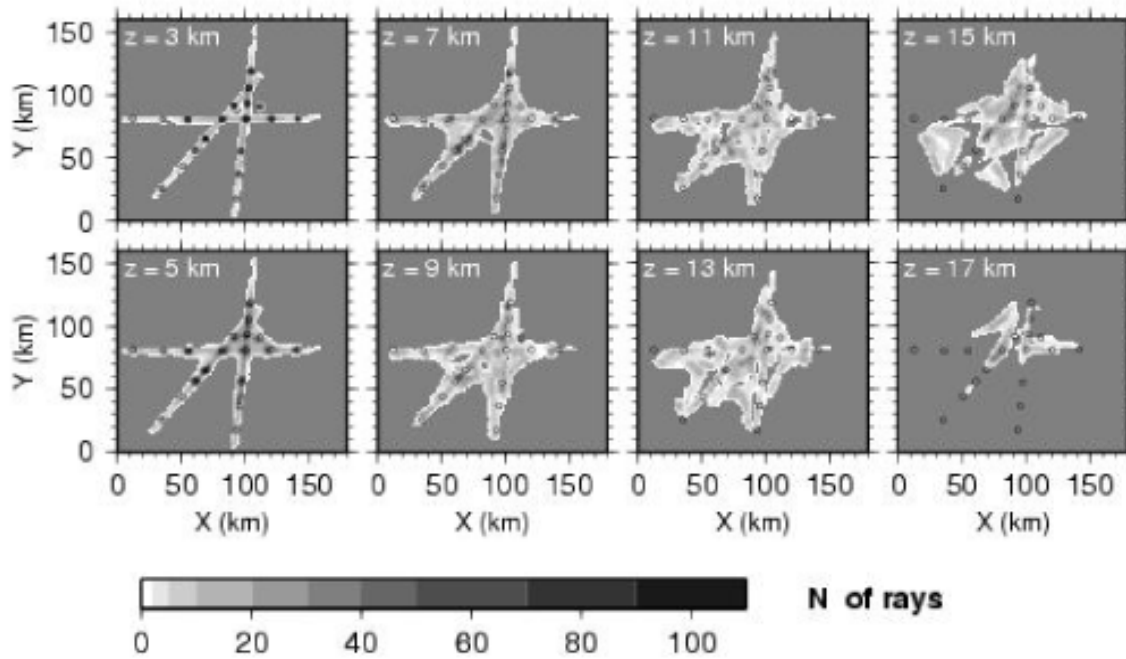 z = 3 km
z = 7 km
z = 11 km
z = 15 km
150
100
50
0
Y (km)
z = 5 km
z = 9 km
z = 13 km
z = 17 km
150
100
50
0
Y (km)
0 50 100 150 0 50 100 150 0 50 100 150 0 50 100 150
X (km) X (km) X (km) X (km)
N of rays
0 20 40 60 80 100